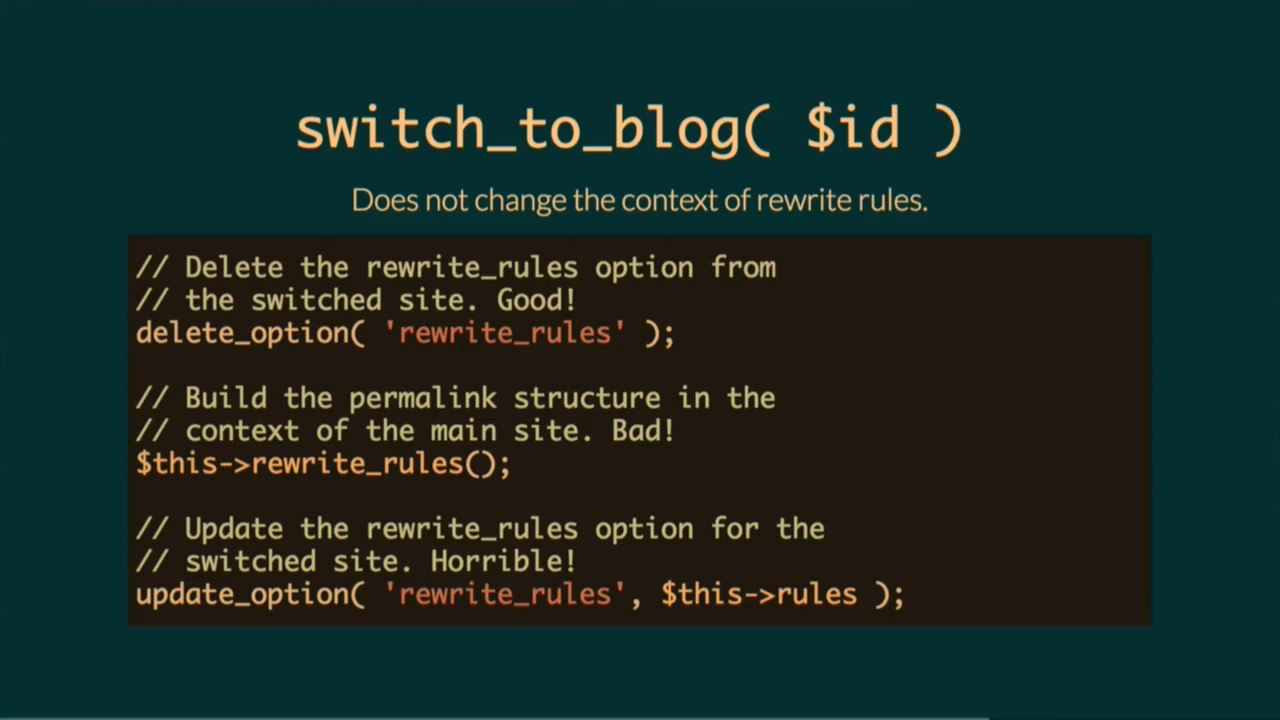 switch_to_blog( $id )
Does not change the context of rewrite rules.
// Delete the rewrite_rules option from
// the switched site. Good!
delete_option( 'rewrite_rules' );
// Build the permalink structure in the
// context of the main site. Bad!
$this->rewrite_rules();
// Update the rewrite_rules option for the
// switched site. Horrible!
update_option( 'rewrite_rules', $this->rules );